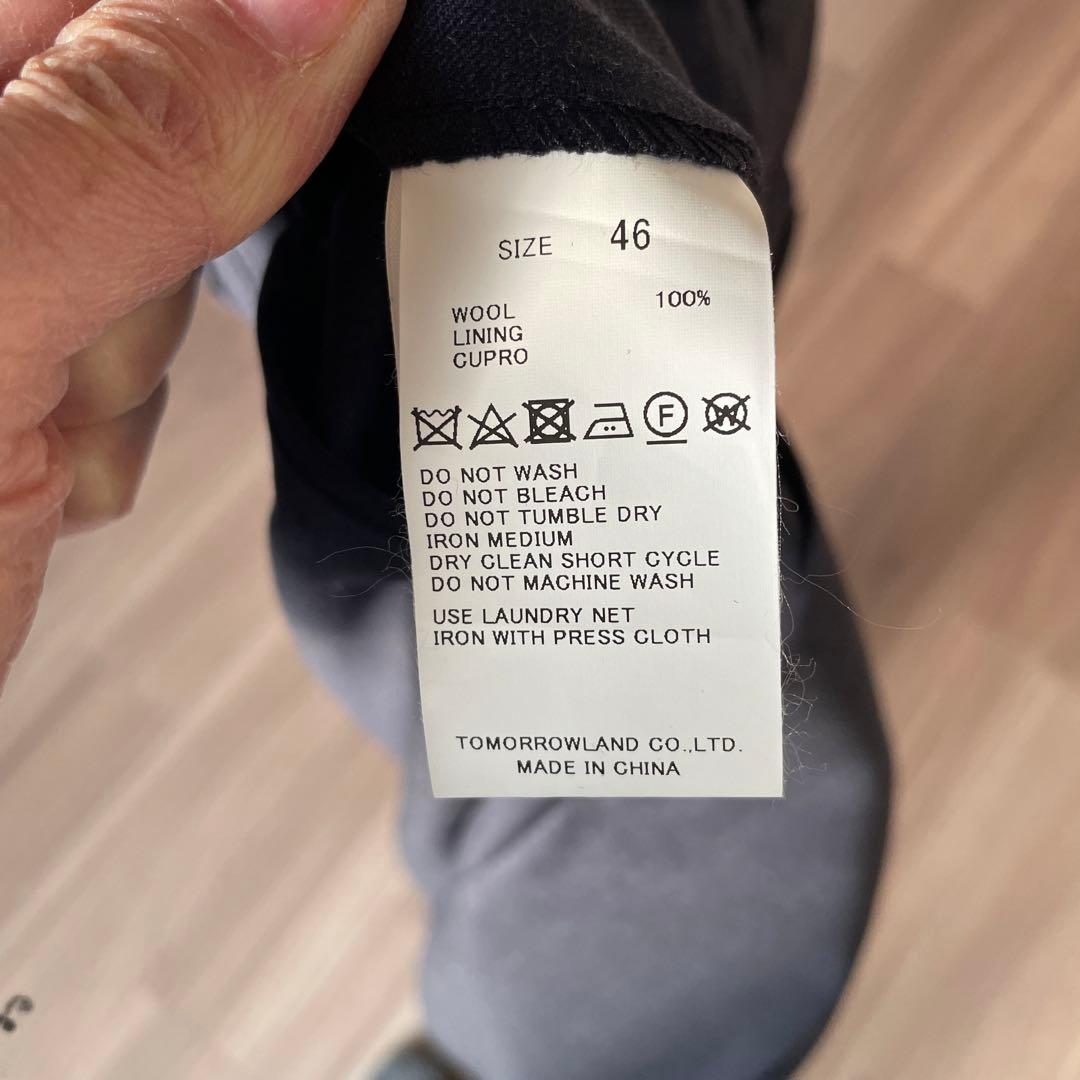 SIZE 46
WOOL 100%
LINING
CUPRO
F W
DO NOT WASH
DO NOT BLEACH
DO NOT TUMBLE DRY
IRON MEDIUM
DRY CLEAN SHORT CYCLE
DO NOT MACHINE WASH
USE LAUNDRY NET
IRON WITH PRESS CLOTH
TOMORROWLAND CO.,LTD.
MADE IN CHINA